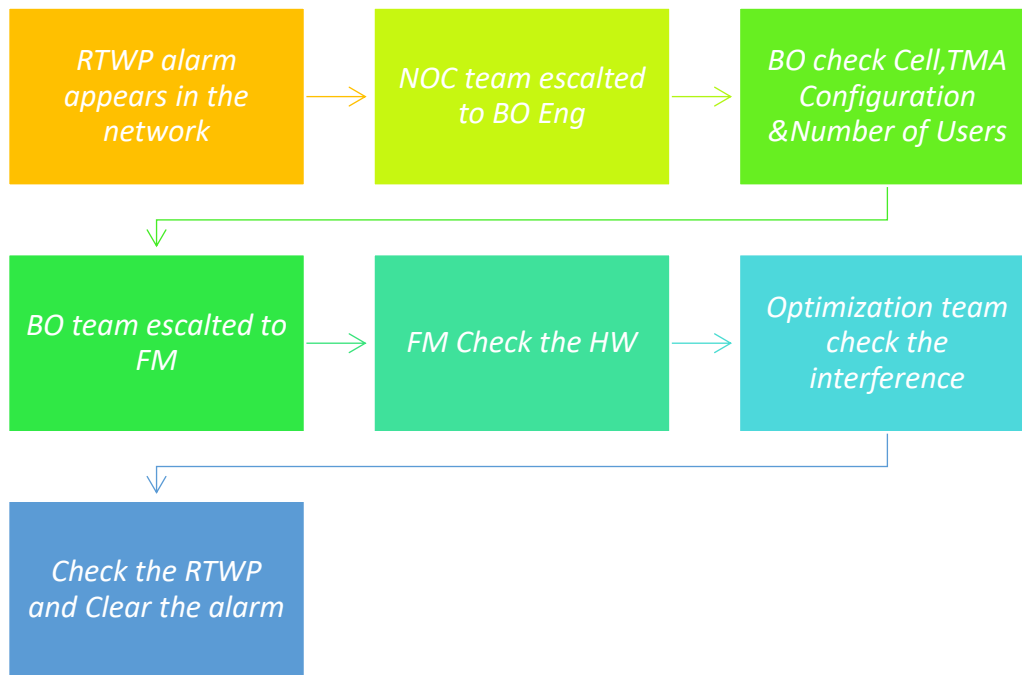 RTWP alarm
appears in the
network
NOC team escalted
to BO Eng
BO check Cell,TMA
Configuration
&Number of Users
BO team escalted to
FM
FM Check the HW
Optimization team
check the
interference
Check the RTWP
and Clear the alarm